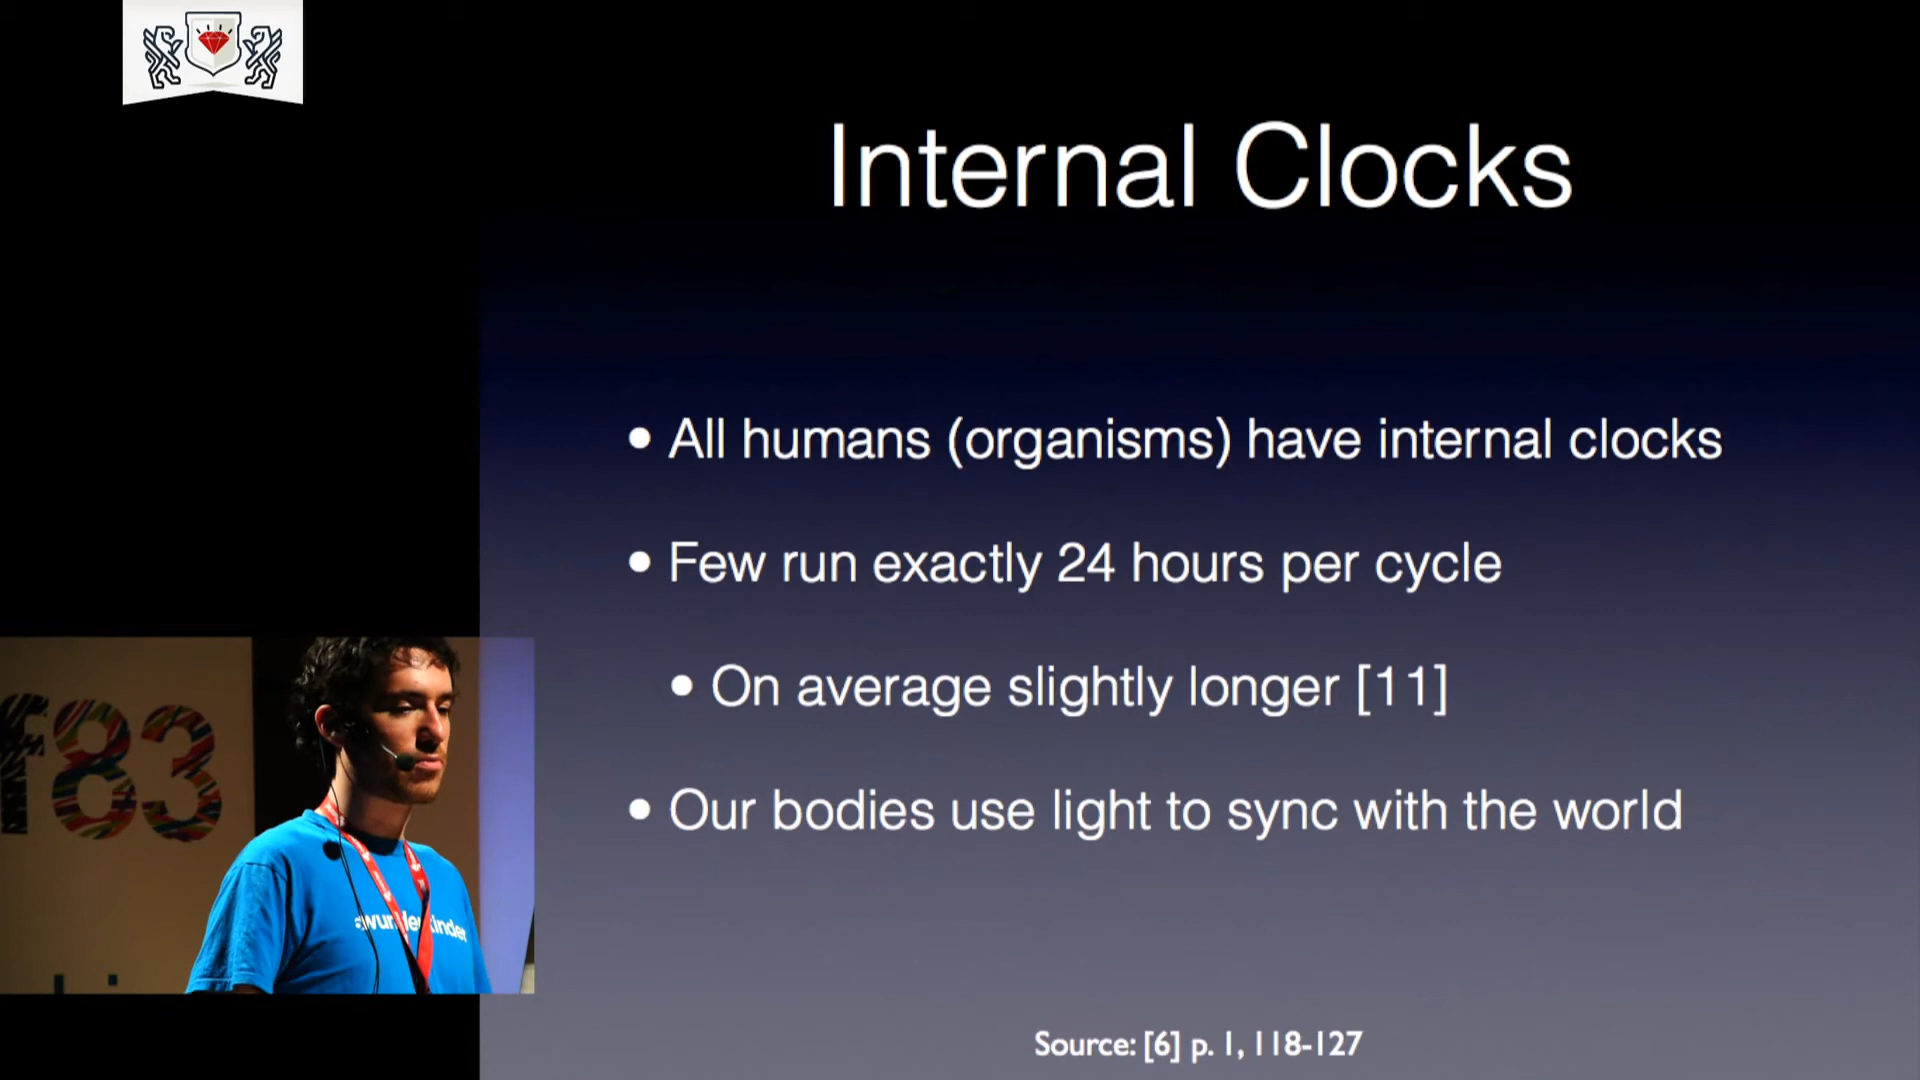 Internal Clocks
• All humans (organisms) have internal clocks
• Few run exactly 24 hours per cycle
• On average slightly longer [11]
• Our bodies use light to sync with the world
Source: [6] p. 1, 118-127
f83